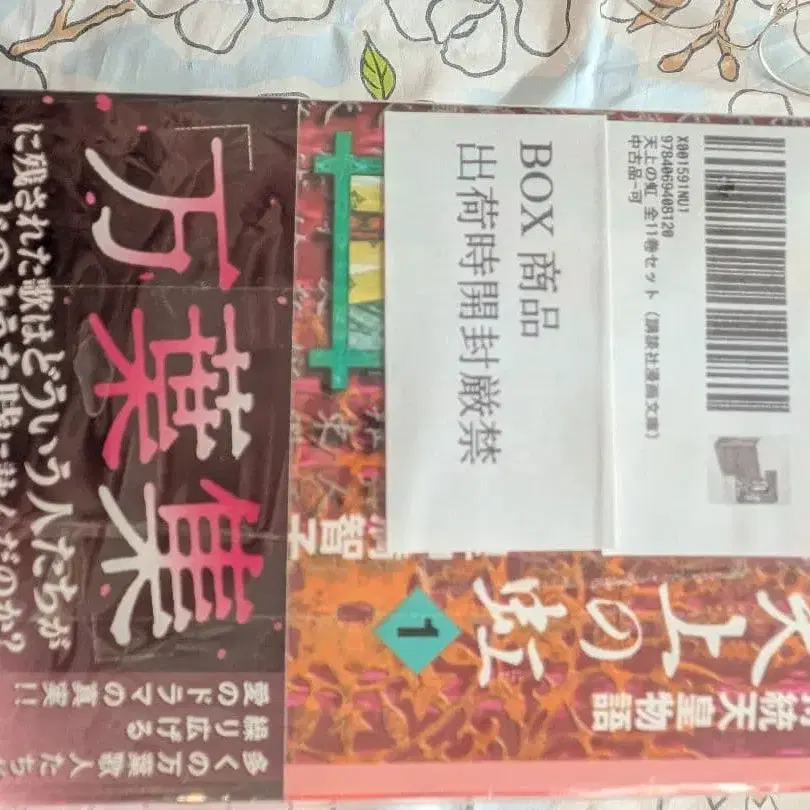 X001591NU1
9784069408120
天上の虹 全11巻セット (講談社漫画文庫)
中古品-可
BOX 商品
出荷時開封厳禁
統天皇物語
天上の虹
1
智子
「万葉集
に残された歌はどういう人たちが
多くの万葉歌人たち
繰り広げる
愛のドラマの真実!!